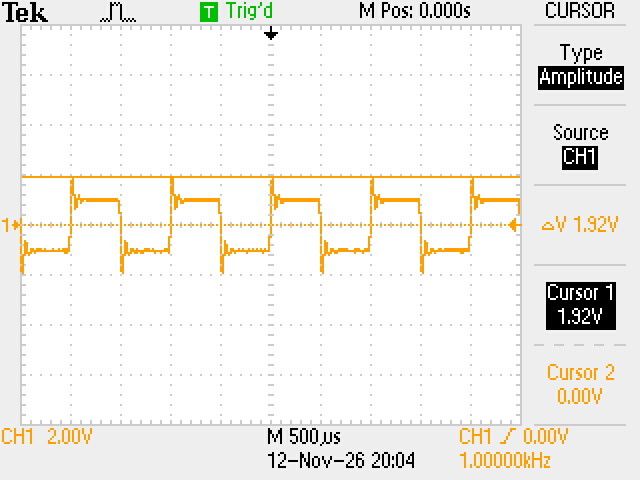 Tek T Trig'd M Pos: 0.000s CURSOR
Type
Amplitude
Source
CH1
1
△V 1.92V
Cursor 1
1.92V
Cursor 2
0.00V
CH1 2.00V M 500µs CH1 0.00V
12-Nov-26 20:04 1.00000kHz